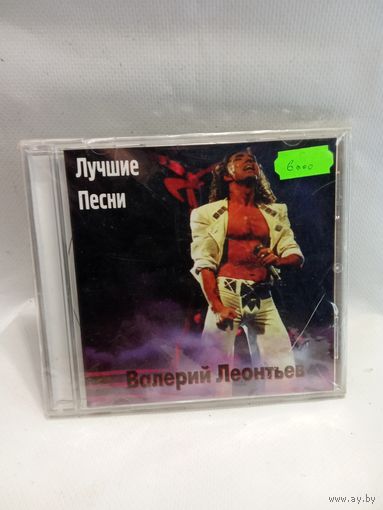 Лучшие
Песни
6000
Валерий Леонтьев
www.ay.by